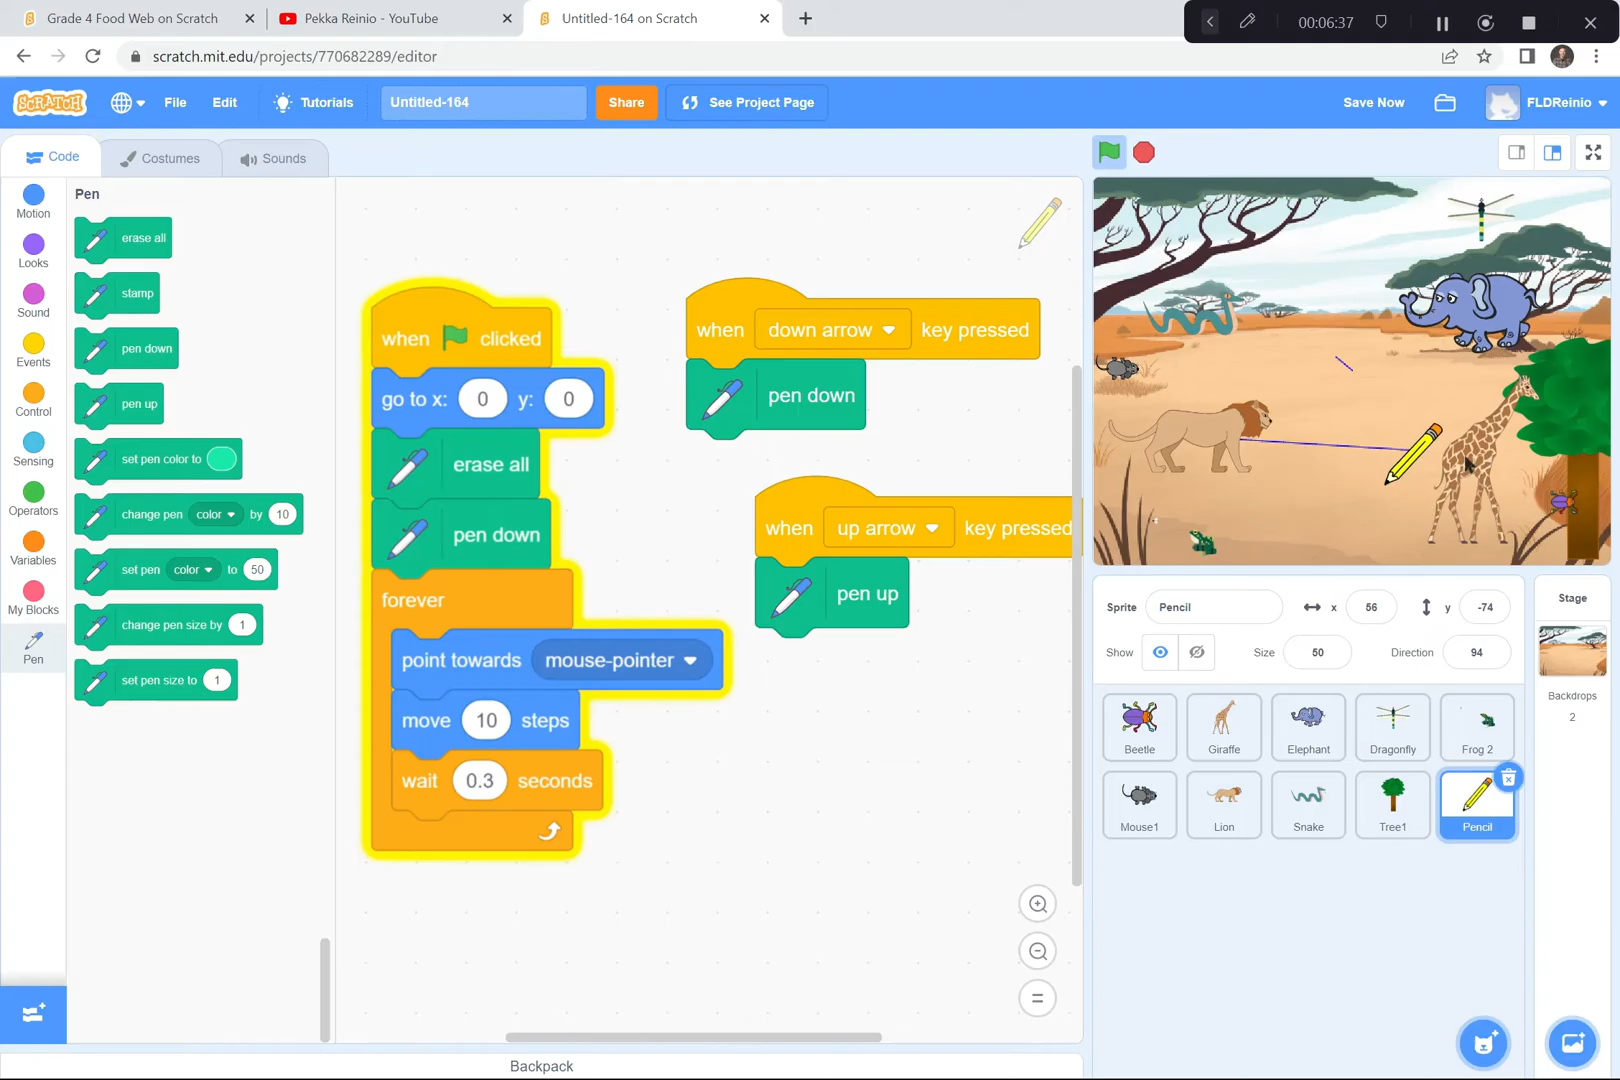 Grade 4 Food Web on Scratch
Pekka Reinio - YouTube
Untitled-164 on Scratch
00:06:37
scratch.mit.edu/projects/770682289/editor
SCRATCH
File
Edit
Tutorials
Untitled-164
Share
See Project Page
Save Now
FLDReinio
Code
Costumes
Sounds
Motion
Looks
Sound
Events
Control
Sensing
Operators
Variables
My Blocks
Pen
Pen
erase all
stamp
pen down
pen up
set pen color to
change pen color by 10
set pen color to 50
change pen size by 1
set pen size to 1
when clicked
go to x: 0 y: 0
erase all
pen down
forever
point towards mouse-pointer
move 10 steps
wait 0.3 seconds
when down arrow key pressed
pen down
when up arrow key pressed
pen up
Sprite Pencil x 56 y -74
Show Size 50 Direction 94
Beetle
Giraffe
Elephant
Dragonfly
Frog 2
Mouse1
Lion
Snake
Tree1
Pencil
Stage
Backdrops
2
Backpack